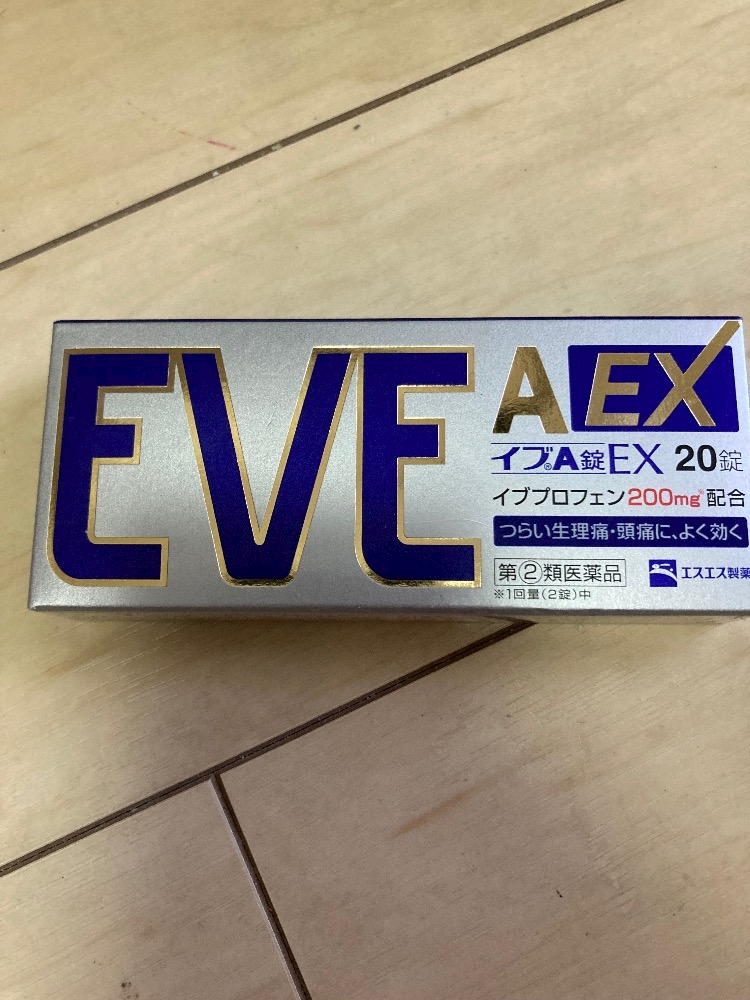 EVE
A EX
イブ®A錠EX 20錠
イブプロフェン200mg※配合
つらい生理痛・頭痛に、よく効く
指②類医薬品
エスエス製薬
※1回量(2錠)中